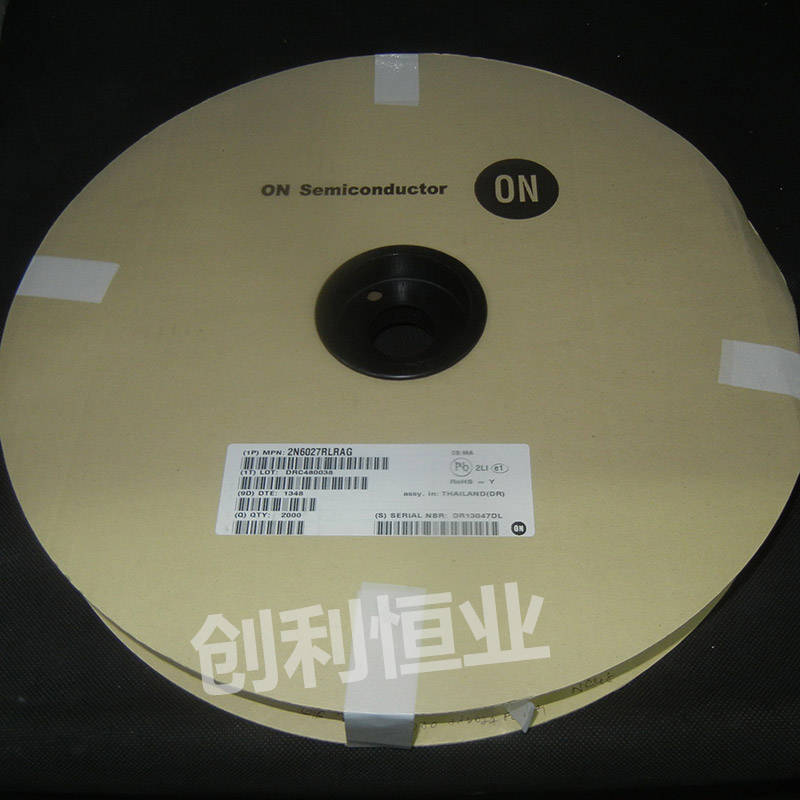 ON Semiconductor
ON
(1P) MPN: 2N6027RLRAG
(1T) LOT: DRC480038
(9D) DTE: 1348
(Q) QTY: 2000
Pb 2LI e1
RoHS - Y
assy. in: THAILAND(DR)
(S) SERIAL NBR: DR13047DL
ON
创利恒业